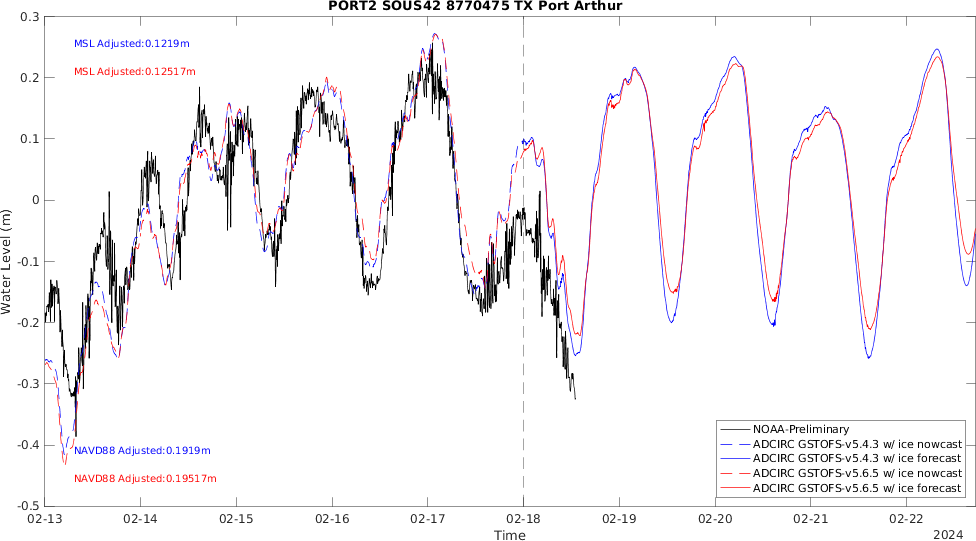 PORT2 SOUS42 8770475 TX Port Arthur
0.3
0.2
0.1
0
-0.1
-0.2
-0.3
-0.4
-0.5
Water Level (m)
MSL Adjusted:0.1219m
MSL Adjusted:0.12517m
NAVD88 Adjusted:0.1919m
NAVD88 Adjusted:0.19517m
NOAA-Preliminary
ADCIRC GSTOFS-v5.4.3 w/ ice nowcast
ADCIRC GSTOFS-v5.4.3 w/ ice forecast
ADCIRC GSTOFS-v5.6.5 w/ ice nowcast
ADCIRC GSTOFS-v5.6.5 w/ ice forecast
02-13 02-14 02-15 02-16 02-17 02-18 02-19 02-20 02-21 02-22
Time
2024